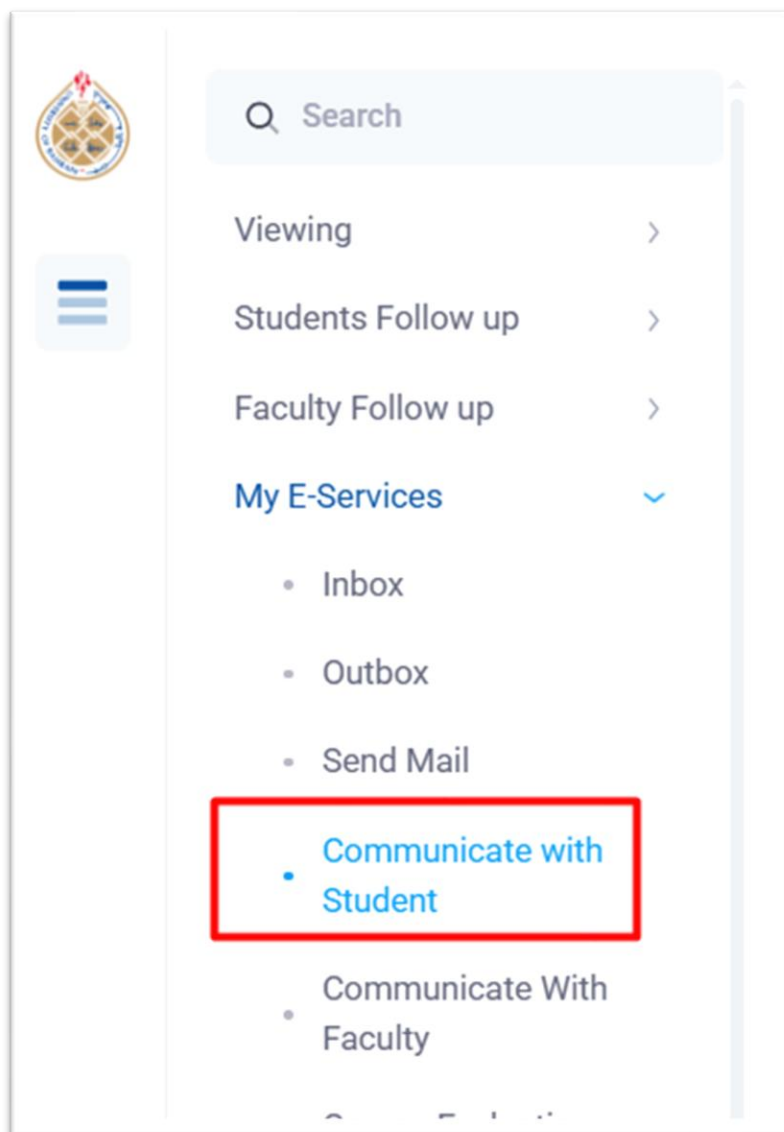 Search
Viewing
Students Follow up
Faculty Follow up
My E-Services
Inbox
Outbox
Send Mail
Communicate with
Student
Communicate With
Faculty